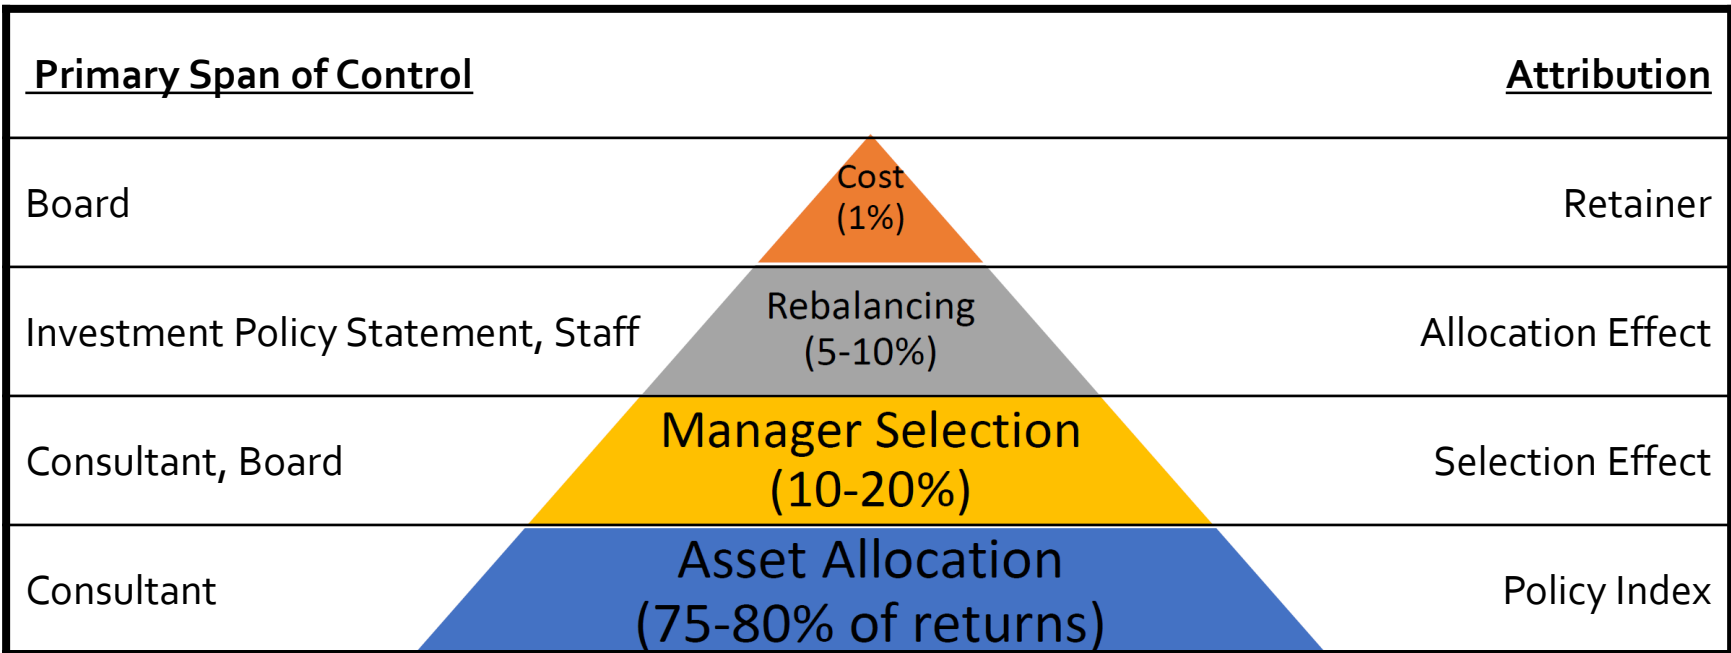 Primary Span of Control
Attribution
Board
Cost
(1%)
Retainer
Investment Policy Statement, Staff
Rebalancing
(5-10%)
Allocation Effect
Consultant, Board
Manager Selection
(10-20%)
Selection Effect
Consultant
Asset Allocation
(75-80% of returns)
Policy Index